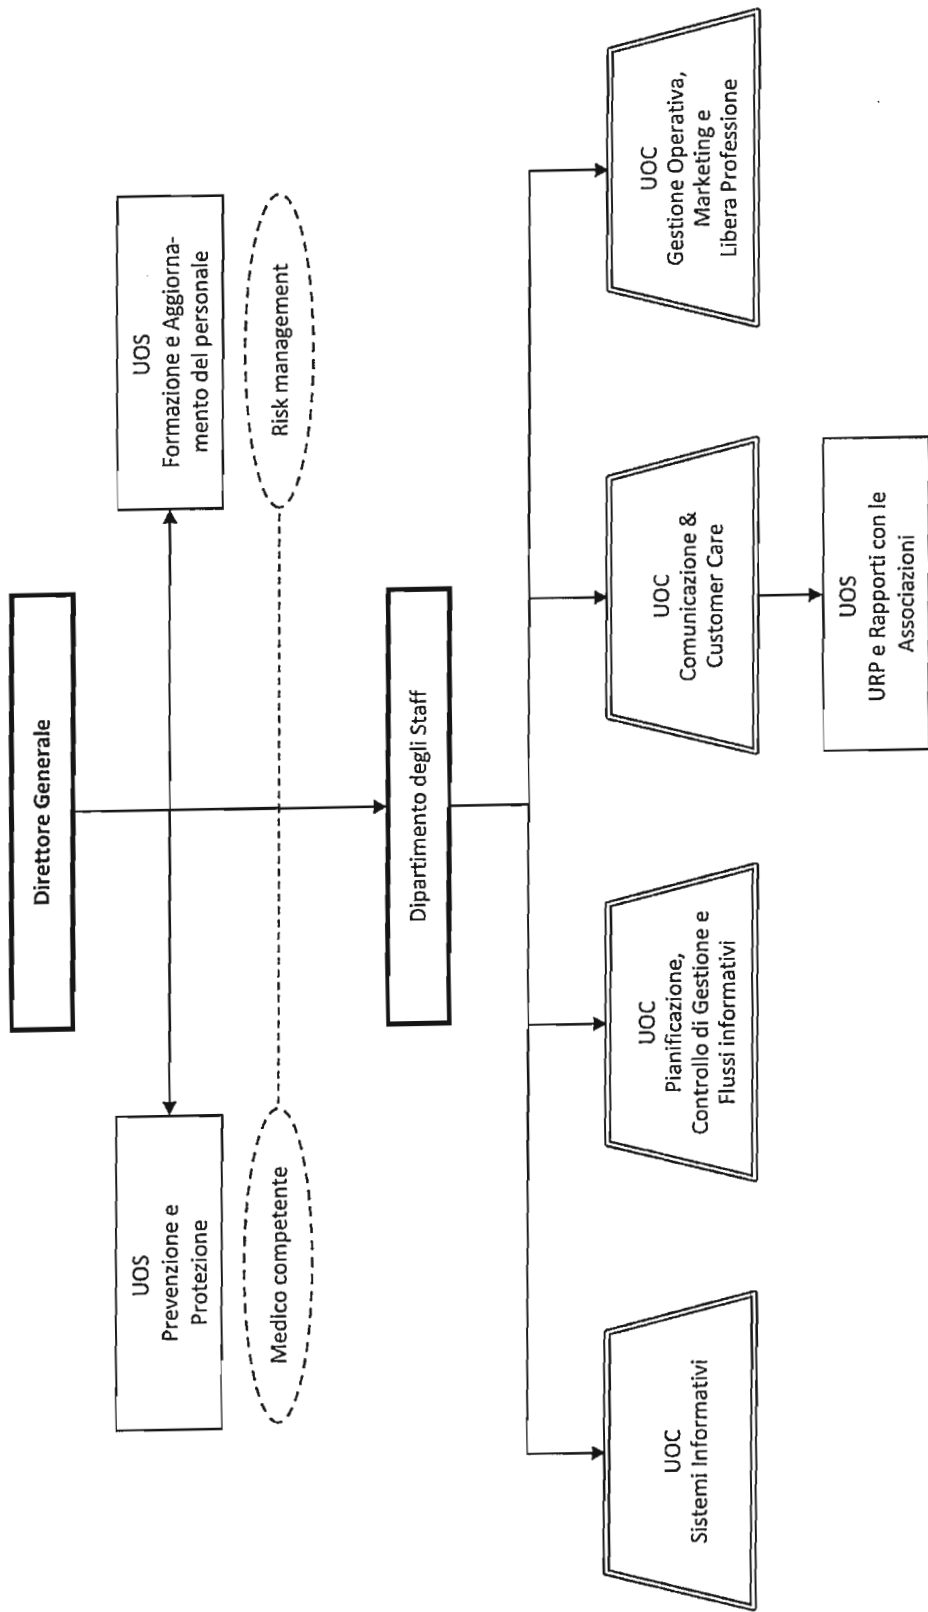 Direttore Generale
UOS
Prevenzione e
Protezione
UOS
Formazione e Aggiorna-
mento del personale
Medico competente
Risk management
Dipartimento degli Staff
UOC
Sistemi Informativi
UOC
Pianificazione,
Controllo di Gestione e
Flussi informativi
UOC
Comunicazione &
Customer Care
UOC
Gestione Operativa,
Marketing e
Libera Professione
UOS
URP e Rapporti con le
Associazioni